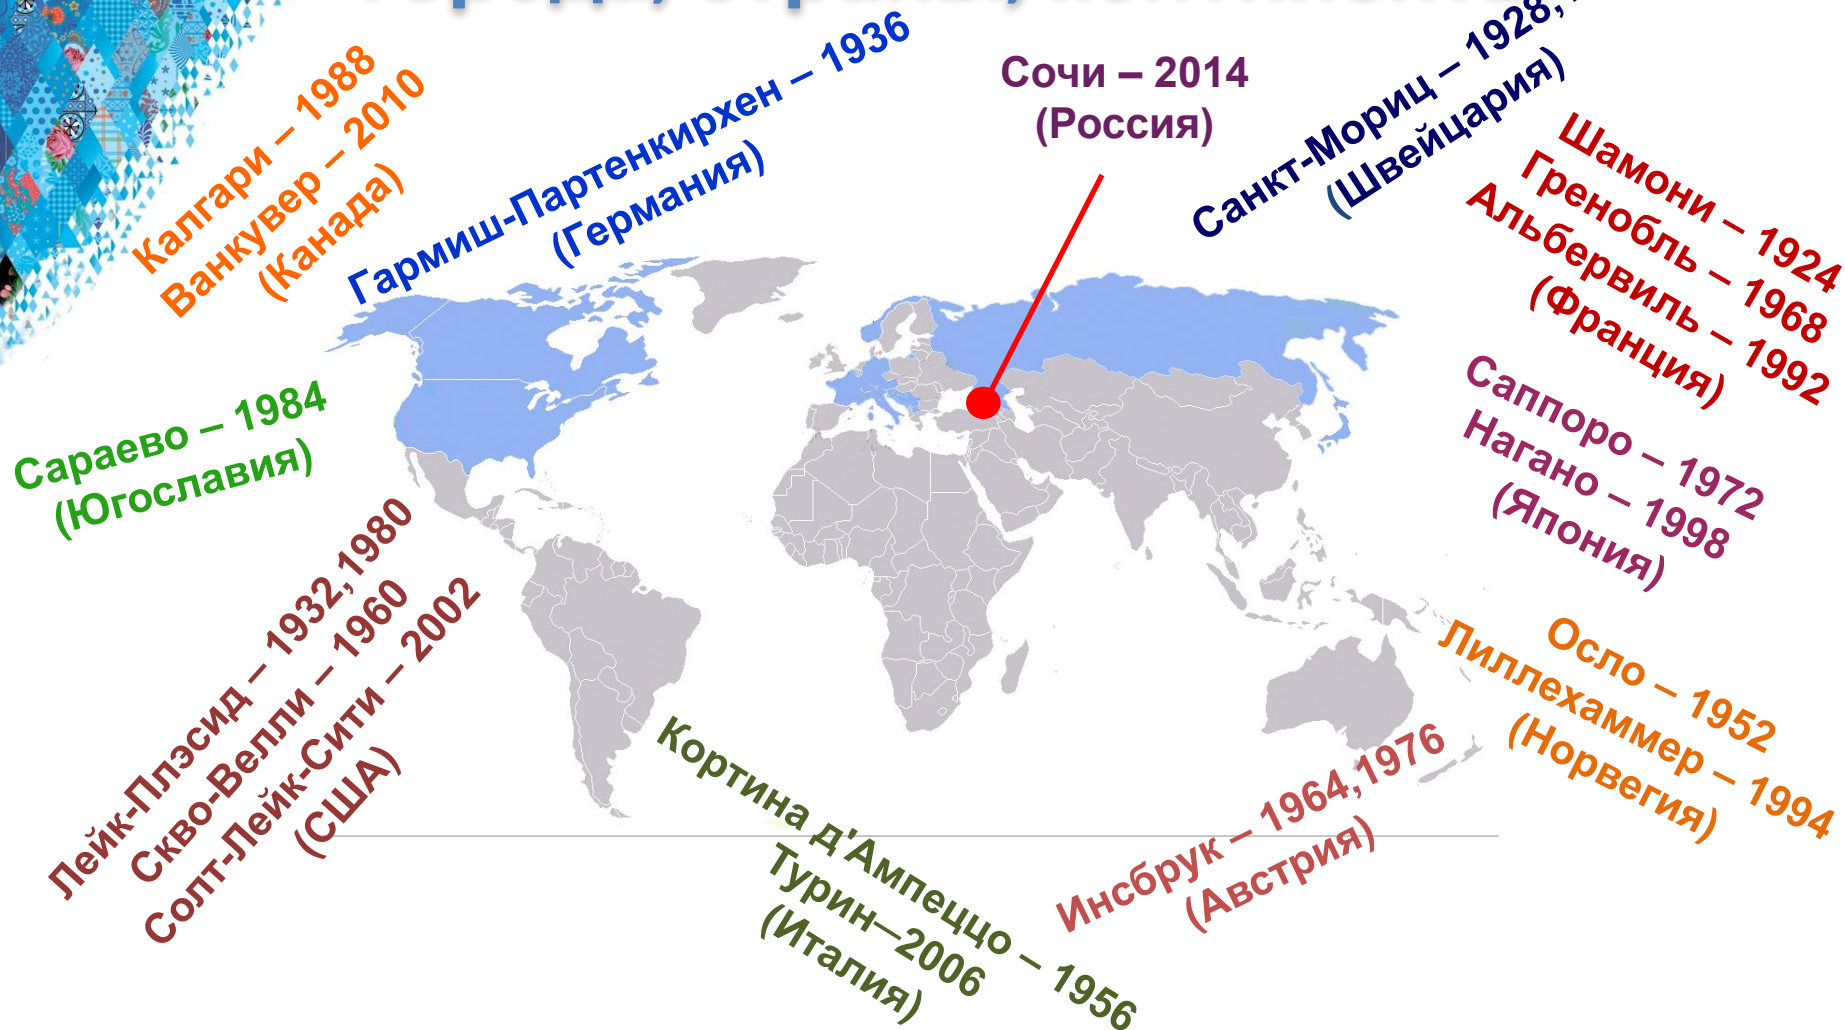 Калгари – 1988
Ванкувер – 2010
(Канада)
Гармиш-Партенкирхен – 1936
(Германия)
Сочи – 2014
(Россия)
Санкт-Мориц – 1928,
(Швейцария)
Шамони – 1924
Гренобль – 1968
Альбервиль – 1992
(Франция)
Сараево – 1984
(Югославия)
Саппоро – 1972
Нагано – 1998
(Япония)
Лейк-Плэсид – 1932,1980
Скво-Велли – 1960
Солт-Лейк-Сити – 2002
(США)
Осло – 1952
Лиллехаммер – 1994
(Норвегия)
Кортина д'Ампеццо – 1956
Турин—2006
(Италия)
Инсбрук – 1964,1976
(Австрия)